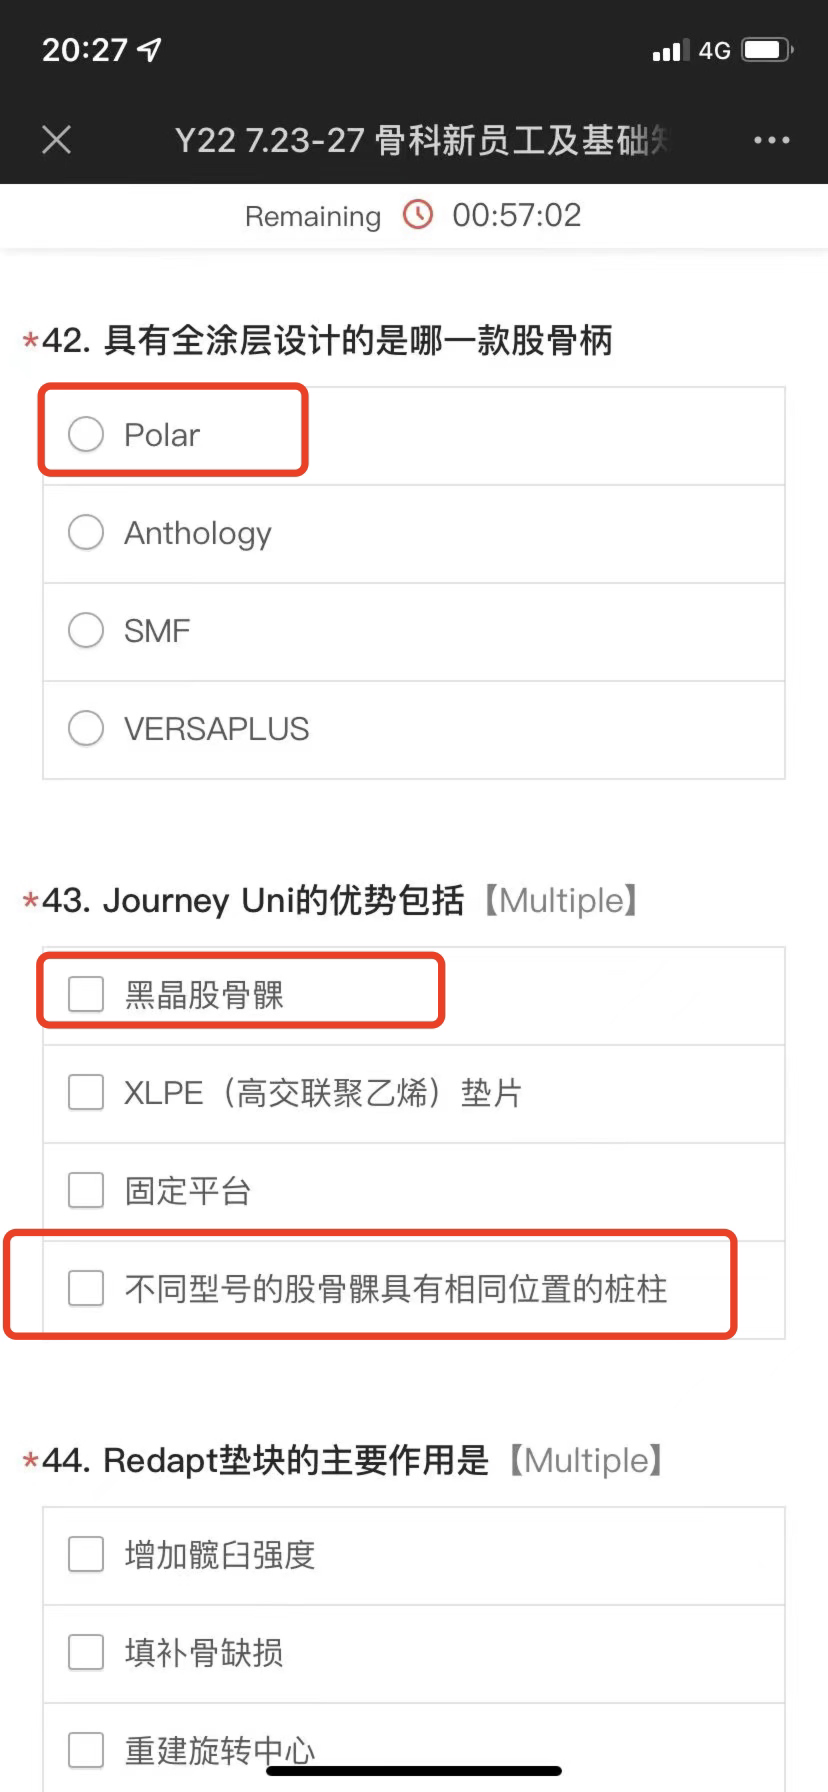 20:27
4G
Y22 7.23-27 骨科新员工及基础知
Remaining 00:57:02
*42. 具有全涂层设计的是哪一款股骨柄
Polar
Anthology
SMF
VERSAPLUS
*43. Journey Uni的优势包括【Multiple】
黑晶股骨髁
XLPE（高交联聚乙烯）垫片
固定平台
不同型号的股骨髁具有相同位置的桩柱
*44. Redapt垫块的主要作用是【Multiple】
增加髋臼强度
填补骨缺损
重建旋转中心